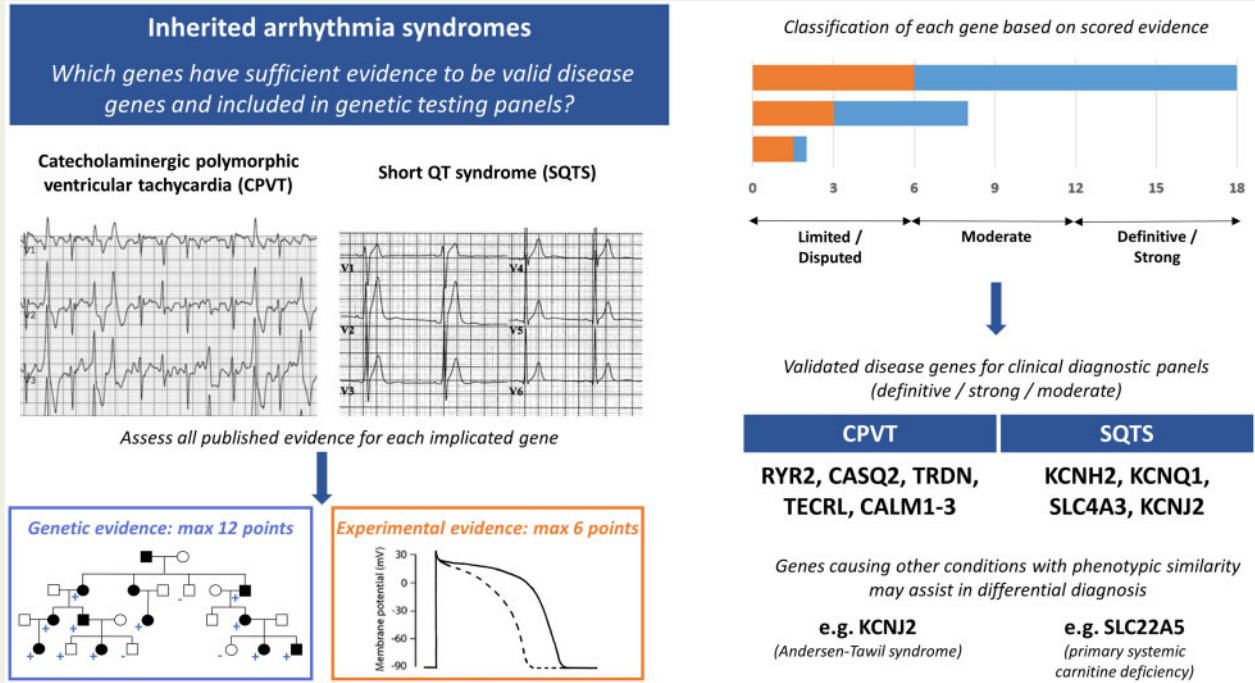 Inherited arrhythmia syndromes
Which genes have sufficient evidence to be valid disease
genes and included in genetic testing panels?
Catecholaminergic polymorphic
ventricular tachycardia (CPVT)
Short QT syndrome (SQTS)
V1
V2
V3
V1
V2
V3
V4
V5
V6
Assess all published evidence for each implicated gene
Genetic evidence: max 12 points
+
-
+
+
+
+
+
+
+
-
-
+
+
Experimental evidence: max 6 points
Membrane potential (mV)
30
0
-30
-60
-90
Classification of each gene based on scored evidence
0 3 6 9 12 15 18
Limited /
Disputed
Moderate
Definitive /
Strong
Validated disease genes for clinical diagnostic panels
(definitive / strong / moderate)
CPVT
RYR2, CASQ2, TRDN,
TECRL, CALM1-3
SQTS
KCNH2, KCNQ1,
SLC4A3, KCNJ2
Genes causing other conditions with phenotypic similarity
may assist in differential diagnosis
e.g. KCNJ2
(Andersen-Tawil syndrome)
e.g. SLC22A5
(primary systemic
carnitine deficiency)